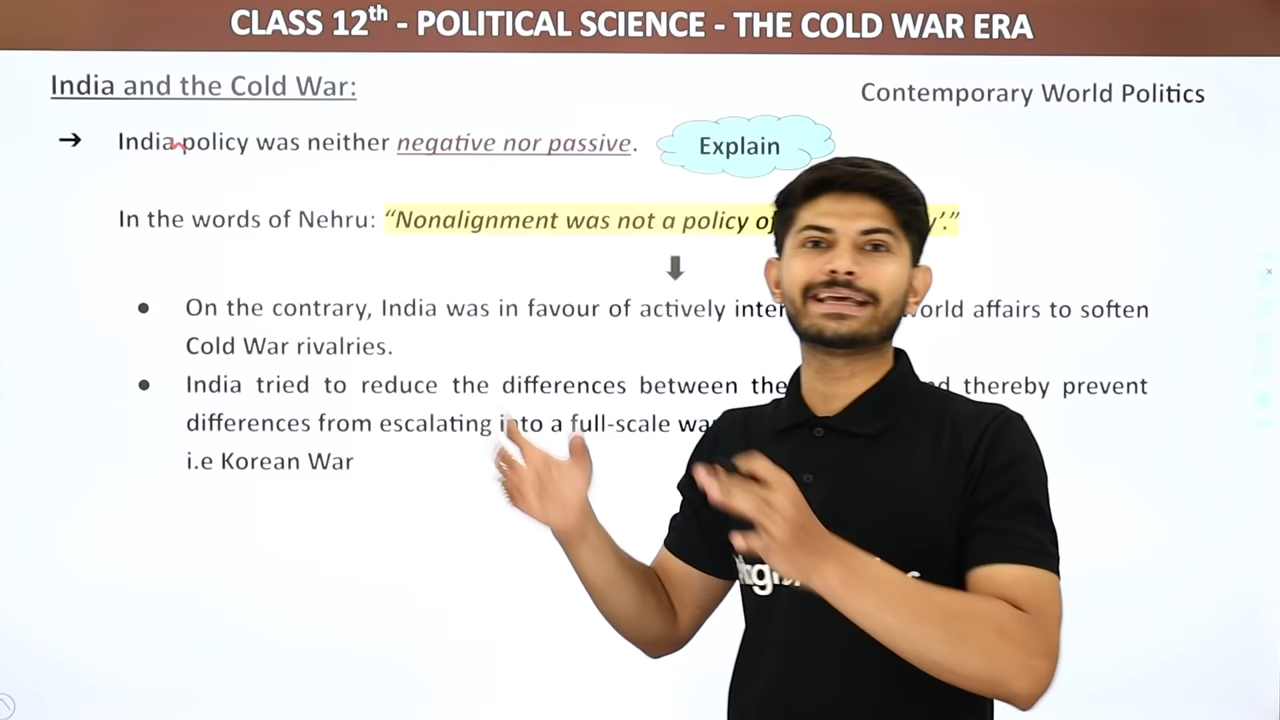 CLASS 12th - POLITICAL SCIENCE - THE COLD WAR ERA
India and the Cold War:
Contemporary World Politics
➔ India policy was neither negative nor passive.
Explain
In the words of Nehru: “Nonalignment was not a policy of y’.”
● On the contrary, India was in favour of actively world affairs to soften
Cold War rivalries.
● India tried to reduce the differences between the thereby prevent
differences from escalating into a full-scale
i.e Korean War